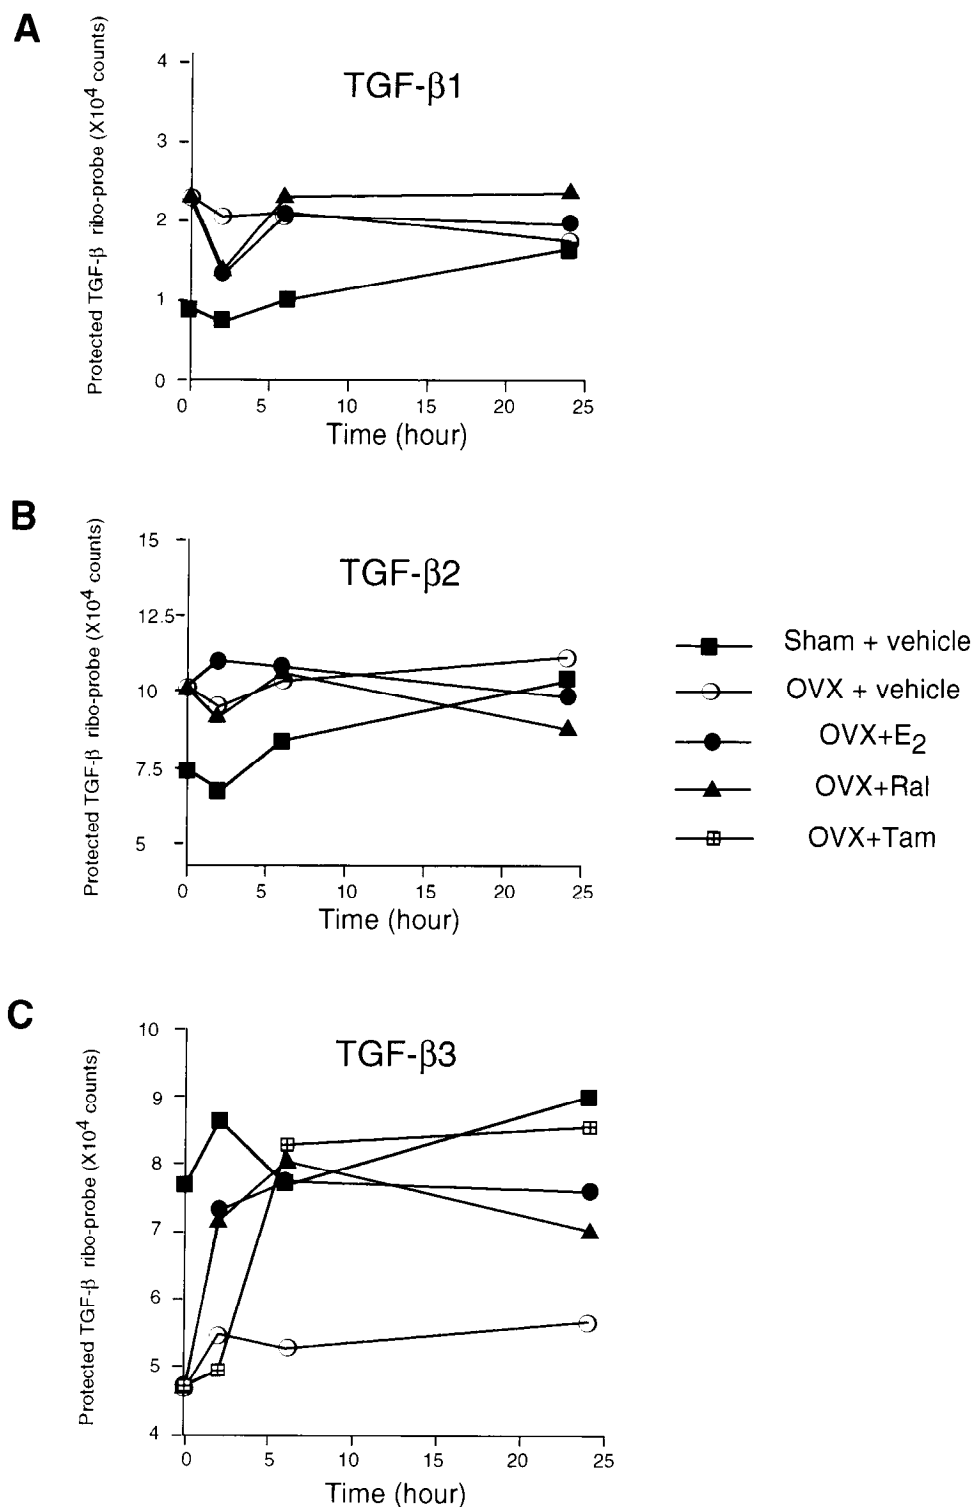 A
TGF-β1
Protected TGF-β ribo-probe (X10⁴ counts)
4
3
2
1
0
0 5 10 15 20 25
Time (hour)
B
TGF-β2
Protected TGF-β ribo-probe (X10⁴ counts)
15
12.5
10
7.5
5
0 5 10 15 20 25
Time (hour)
Sham + vehicle
OVX + vehicle
OVX+E₂
OVX+Ral
OVX+Tam
C
TGF-β3
Protected TGF-β ribo-probe (X10⁴ counts)
10
9
8
7
6
5
4
0 5 10 15 20 25
Time (hour)